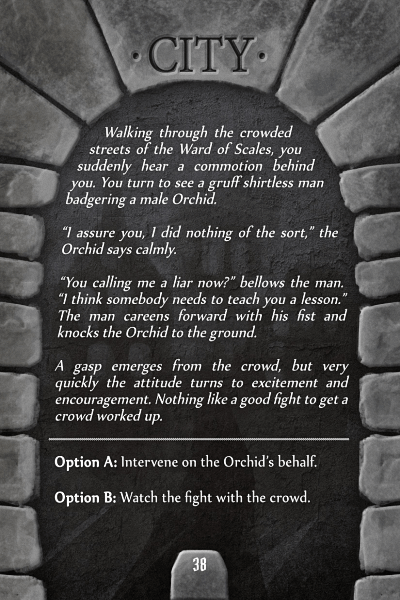 · CITY ·
Walking through the crowded
streets of the Ward of Scales, you
suddenly hear a commotion behind
you. You turn to see a gruff shirtless man
badgering a male Orchid.
“I assure you, I did nothing of the sort,” the
Orchid says calmly.
“You calling me a liar now?” bellows the man.
“I think somebody needs to teach you a lesson.”
The man careens forward with his fist and
knocks the Orchid to the ground.
A gasp emerges from the crowd, but very
quickly the attitude turns to excitement and
encouragement. Nothing like a good fight to get a
crowd worked up.
Option A: Intervene on the Orchid’s behalf.
Option B: Watch the fight with the crowd.
38